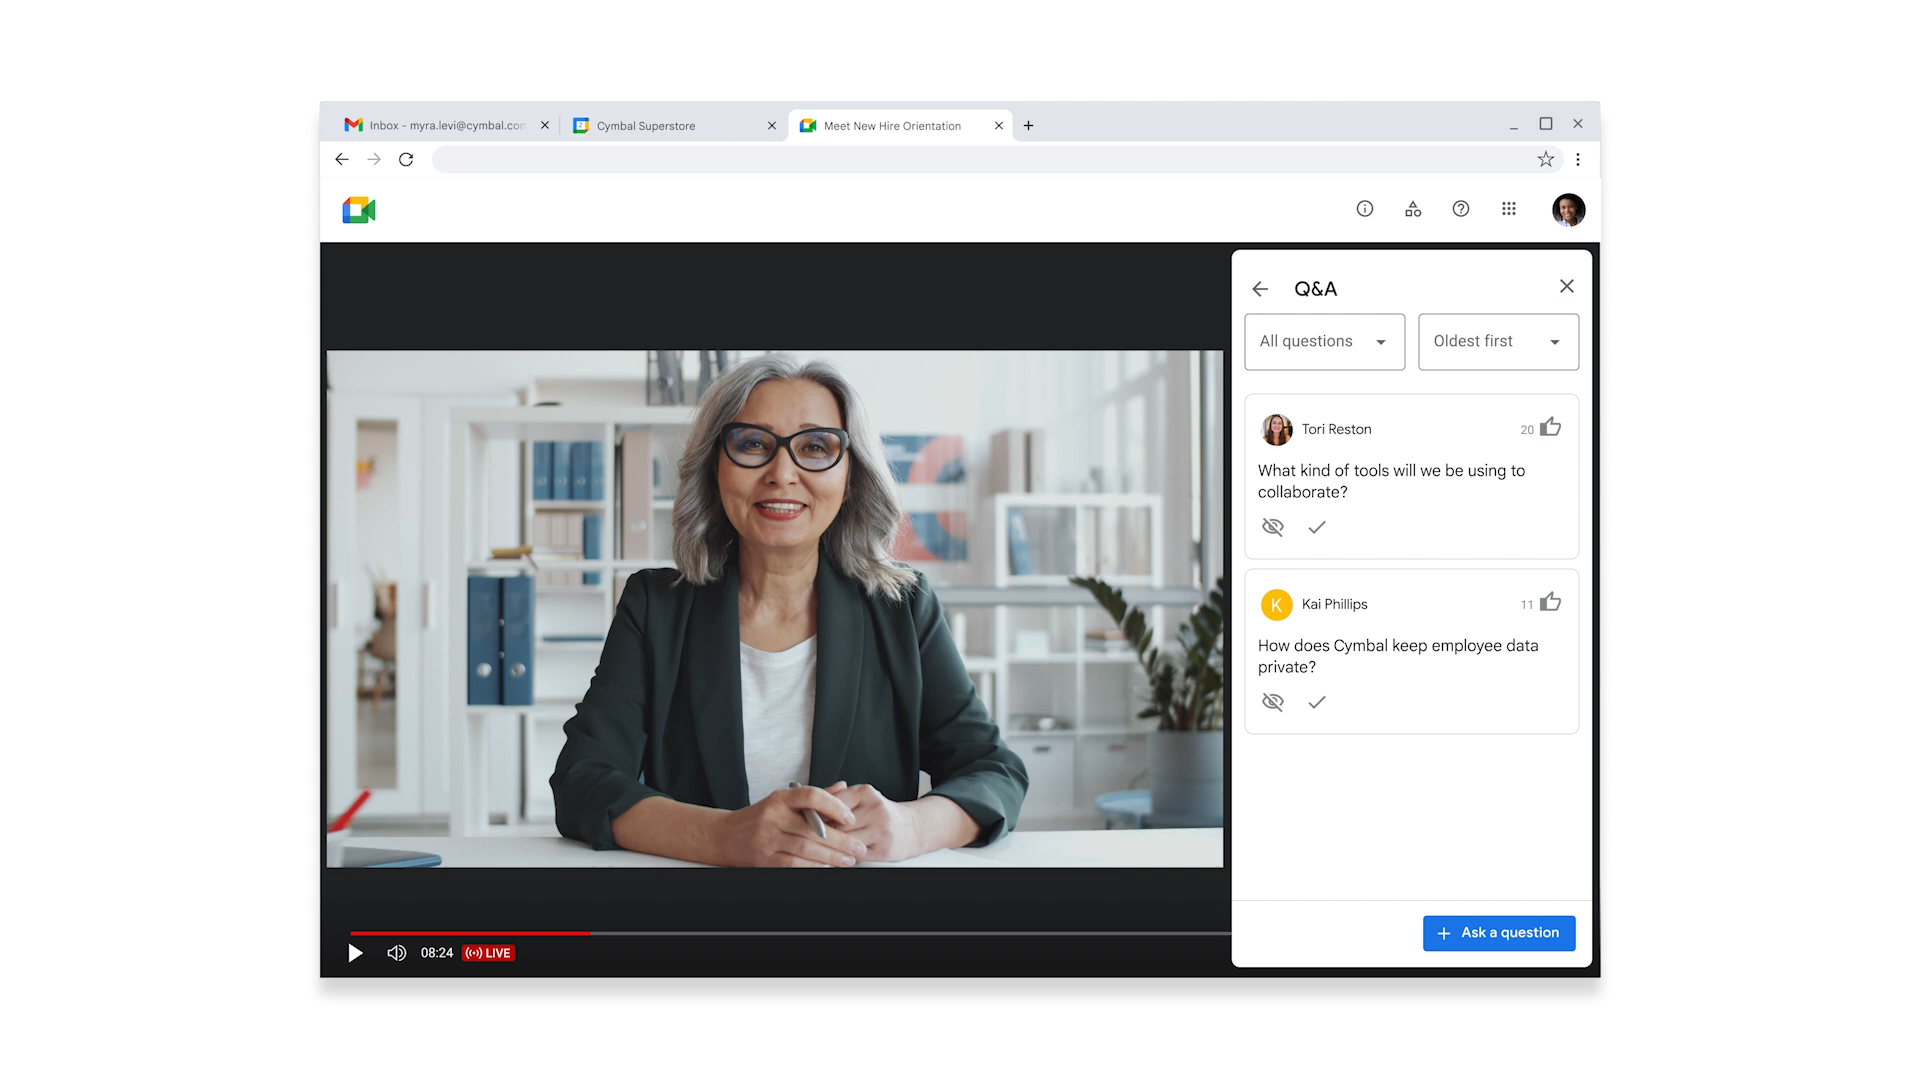 Inbox - myra.levi@cymbal.con
Cymbal Superstore
Meet New Hire Orientation
Q&A
All questions
Oldest first
Tori Reston
20
What kind of tools will we be using to
collaborate?
K
Kai Phillips
11
How does Cymbal keep employee data
private?
08:24
LIVE
+ Ask a question